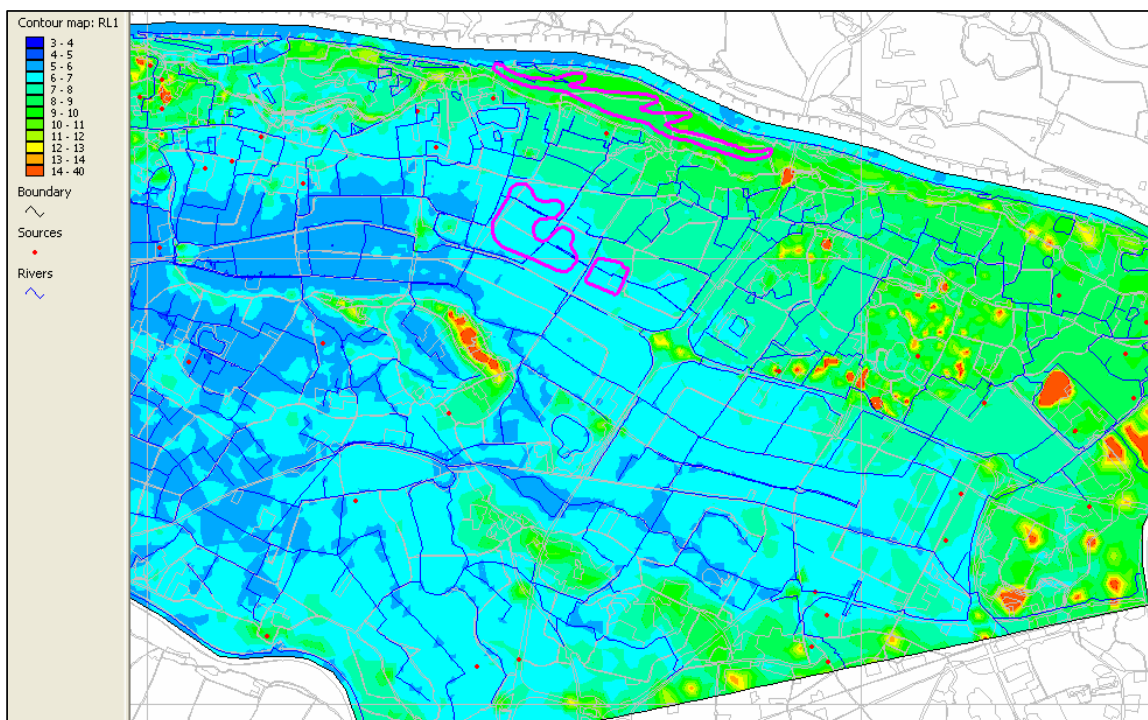 Contour map: RL1
3 - 4
4 - 5
5 - 6
6 - 7
7 - 8
8 - 9
9 - 10
10 - 11
11 - 12
12 - 13
13 - 14
14 - 40
Boundary
Sources
Rivers